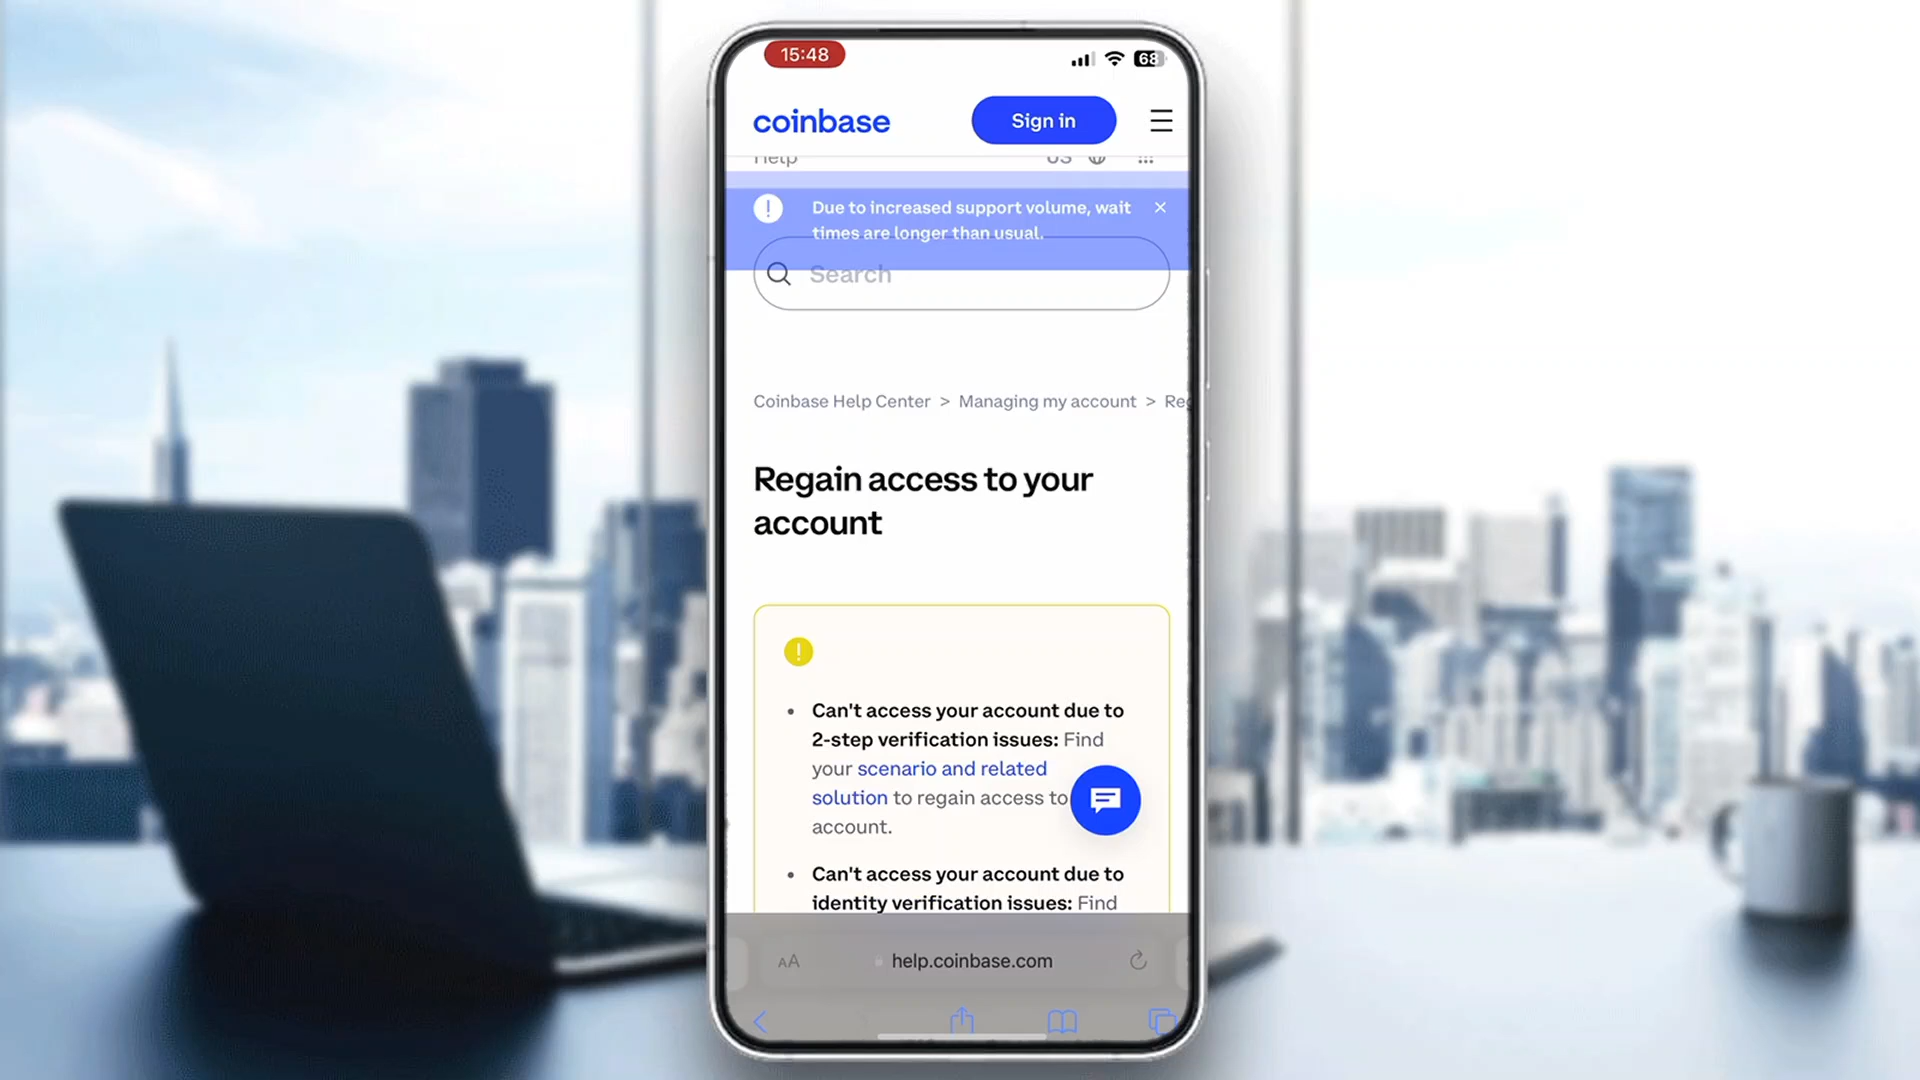 15:48
68
coinbase
Sign in
Help
US
Due to increased support volume, wait
times are longer than usual.
Search
Coinbase Help Center > Managing my account >
Regain access to your
account
Can't access your account due to
2-step verification issues: Find
your scenario and related
solution to regain access to
account.
Can't access your account due to
identity verification issues: Find
AA
help.coinbase.com